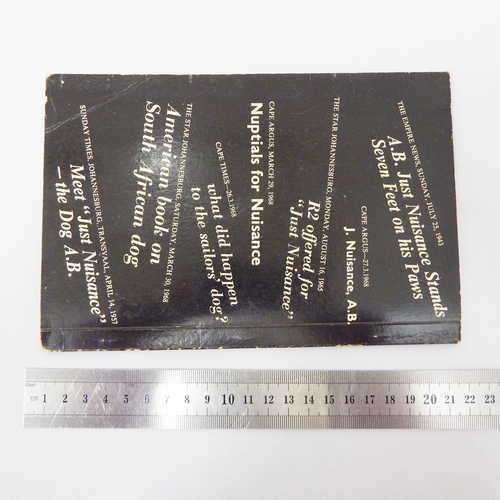 THE EMPIRE NEWS, SUNDAY, JULY 25, 1943
A.B. Just Nuisance Stands
Seven Feet on his Paws
CAPE ARGUS—27.3.1968
J. Nuisance, A.B.
THE STAR JOHANNESBURG, MONDAY, AUGUST 16, 1965
R2 offered for
“Just Nuisance”
CAPE ARGUS, MARCH 29, 1968
Nuptials for Nuisance
CAPE TIMES—26.3.1968
what did happen
to the sailors' dog?
THE STAR JOHANNESBURG, SATURDAY, MARCH 30, 1968
American book on
South African dog
SUNDAY TIMES, JOHANNESBURG, TRANSVAAL, APRIL 14, 1957
Meet “Just Nuisance”
—the Dog A.B.
1 2 3 4 5 6 7 8 9 10 11 12 13 14 15 16 17 18 19 20 21 22 23